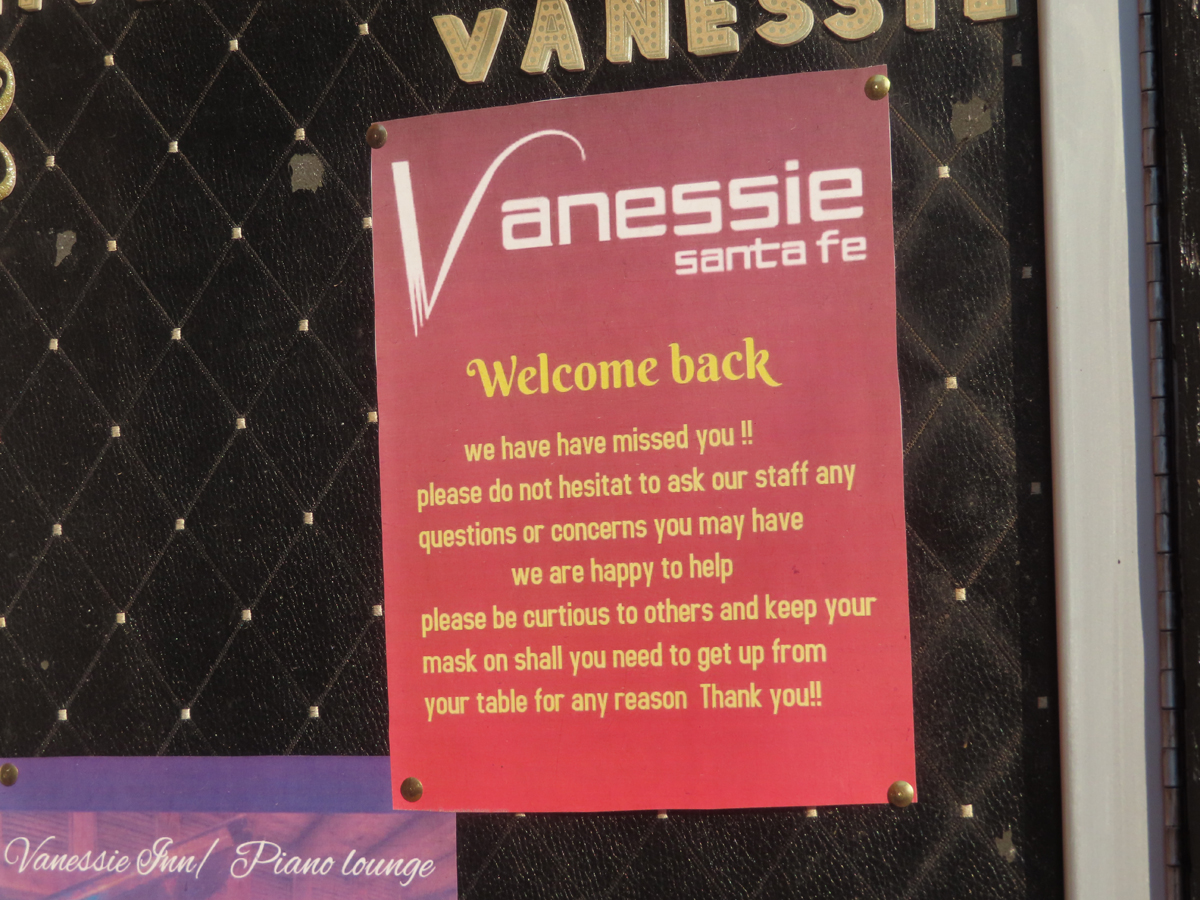 VANESSIE
Vanessie
santa fe
Welcome back
we have have missed you !!
please do not hesitat to ask our staff any
questions or concerns you may have
we are happy to help
please be curtious to others and keep your
mask on shall you need to get up from
your table for any reason Thank you!!
Vanessie Inn/ Piano lounge